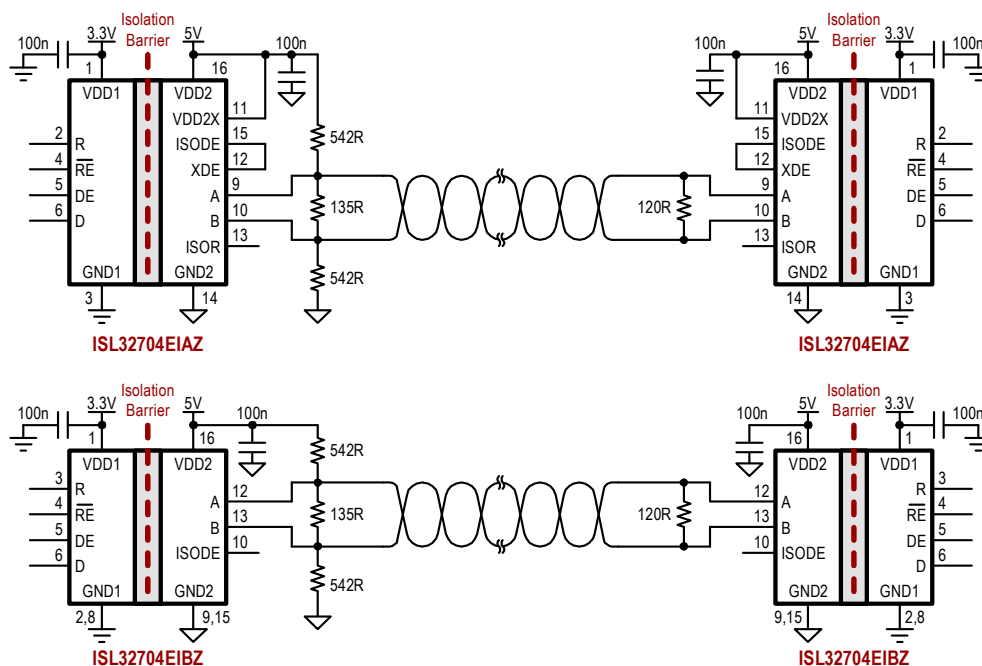 Isolation
Barrier
100n
3.3V
5V
100n
1
16
VDD1
VDD2
11
VDD2X
2
R
15
ISODE
4
RE
12
XDE
5
DE
9
A
6
D
10
B
13
ISOR
GND1
GND2
3
14
542R
135R
542R
ISL32704EIAZ
120R
Isolation
Barrier
100n
5V
3.3V
100n
16
1
VDD2
VDD1
11
VDD2X
15
ISODE
2
R
12
XDE
4
RE
9
A
5
DE
10
B
6
D
13
ISOR
GND2
GND1
14
3
ISL32704EIAZ
Isolation
Barrier
100n
3.3V
5V
100n
1
16
VDD1
VDD2
3
R
12
A
4
RE
13
B
5
DE
10
ISODE
6
D
GND1
GND2
2,8
9,15
542R
135R
542R
ISL32704EIBZ
120R
Isolation
Barrier
100n
5V
3.3V
100n
16
1
VDD2
VDD1
12
A
3
R
13
B
4
RE
10
ISODE
5
DE
6
D
GND2
GND1
9,15
2,8
ISL32704EIBZ